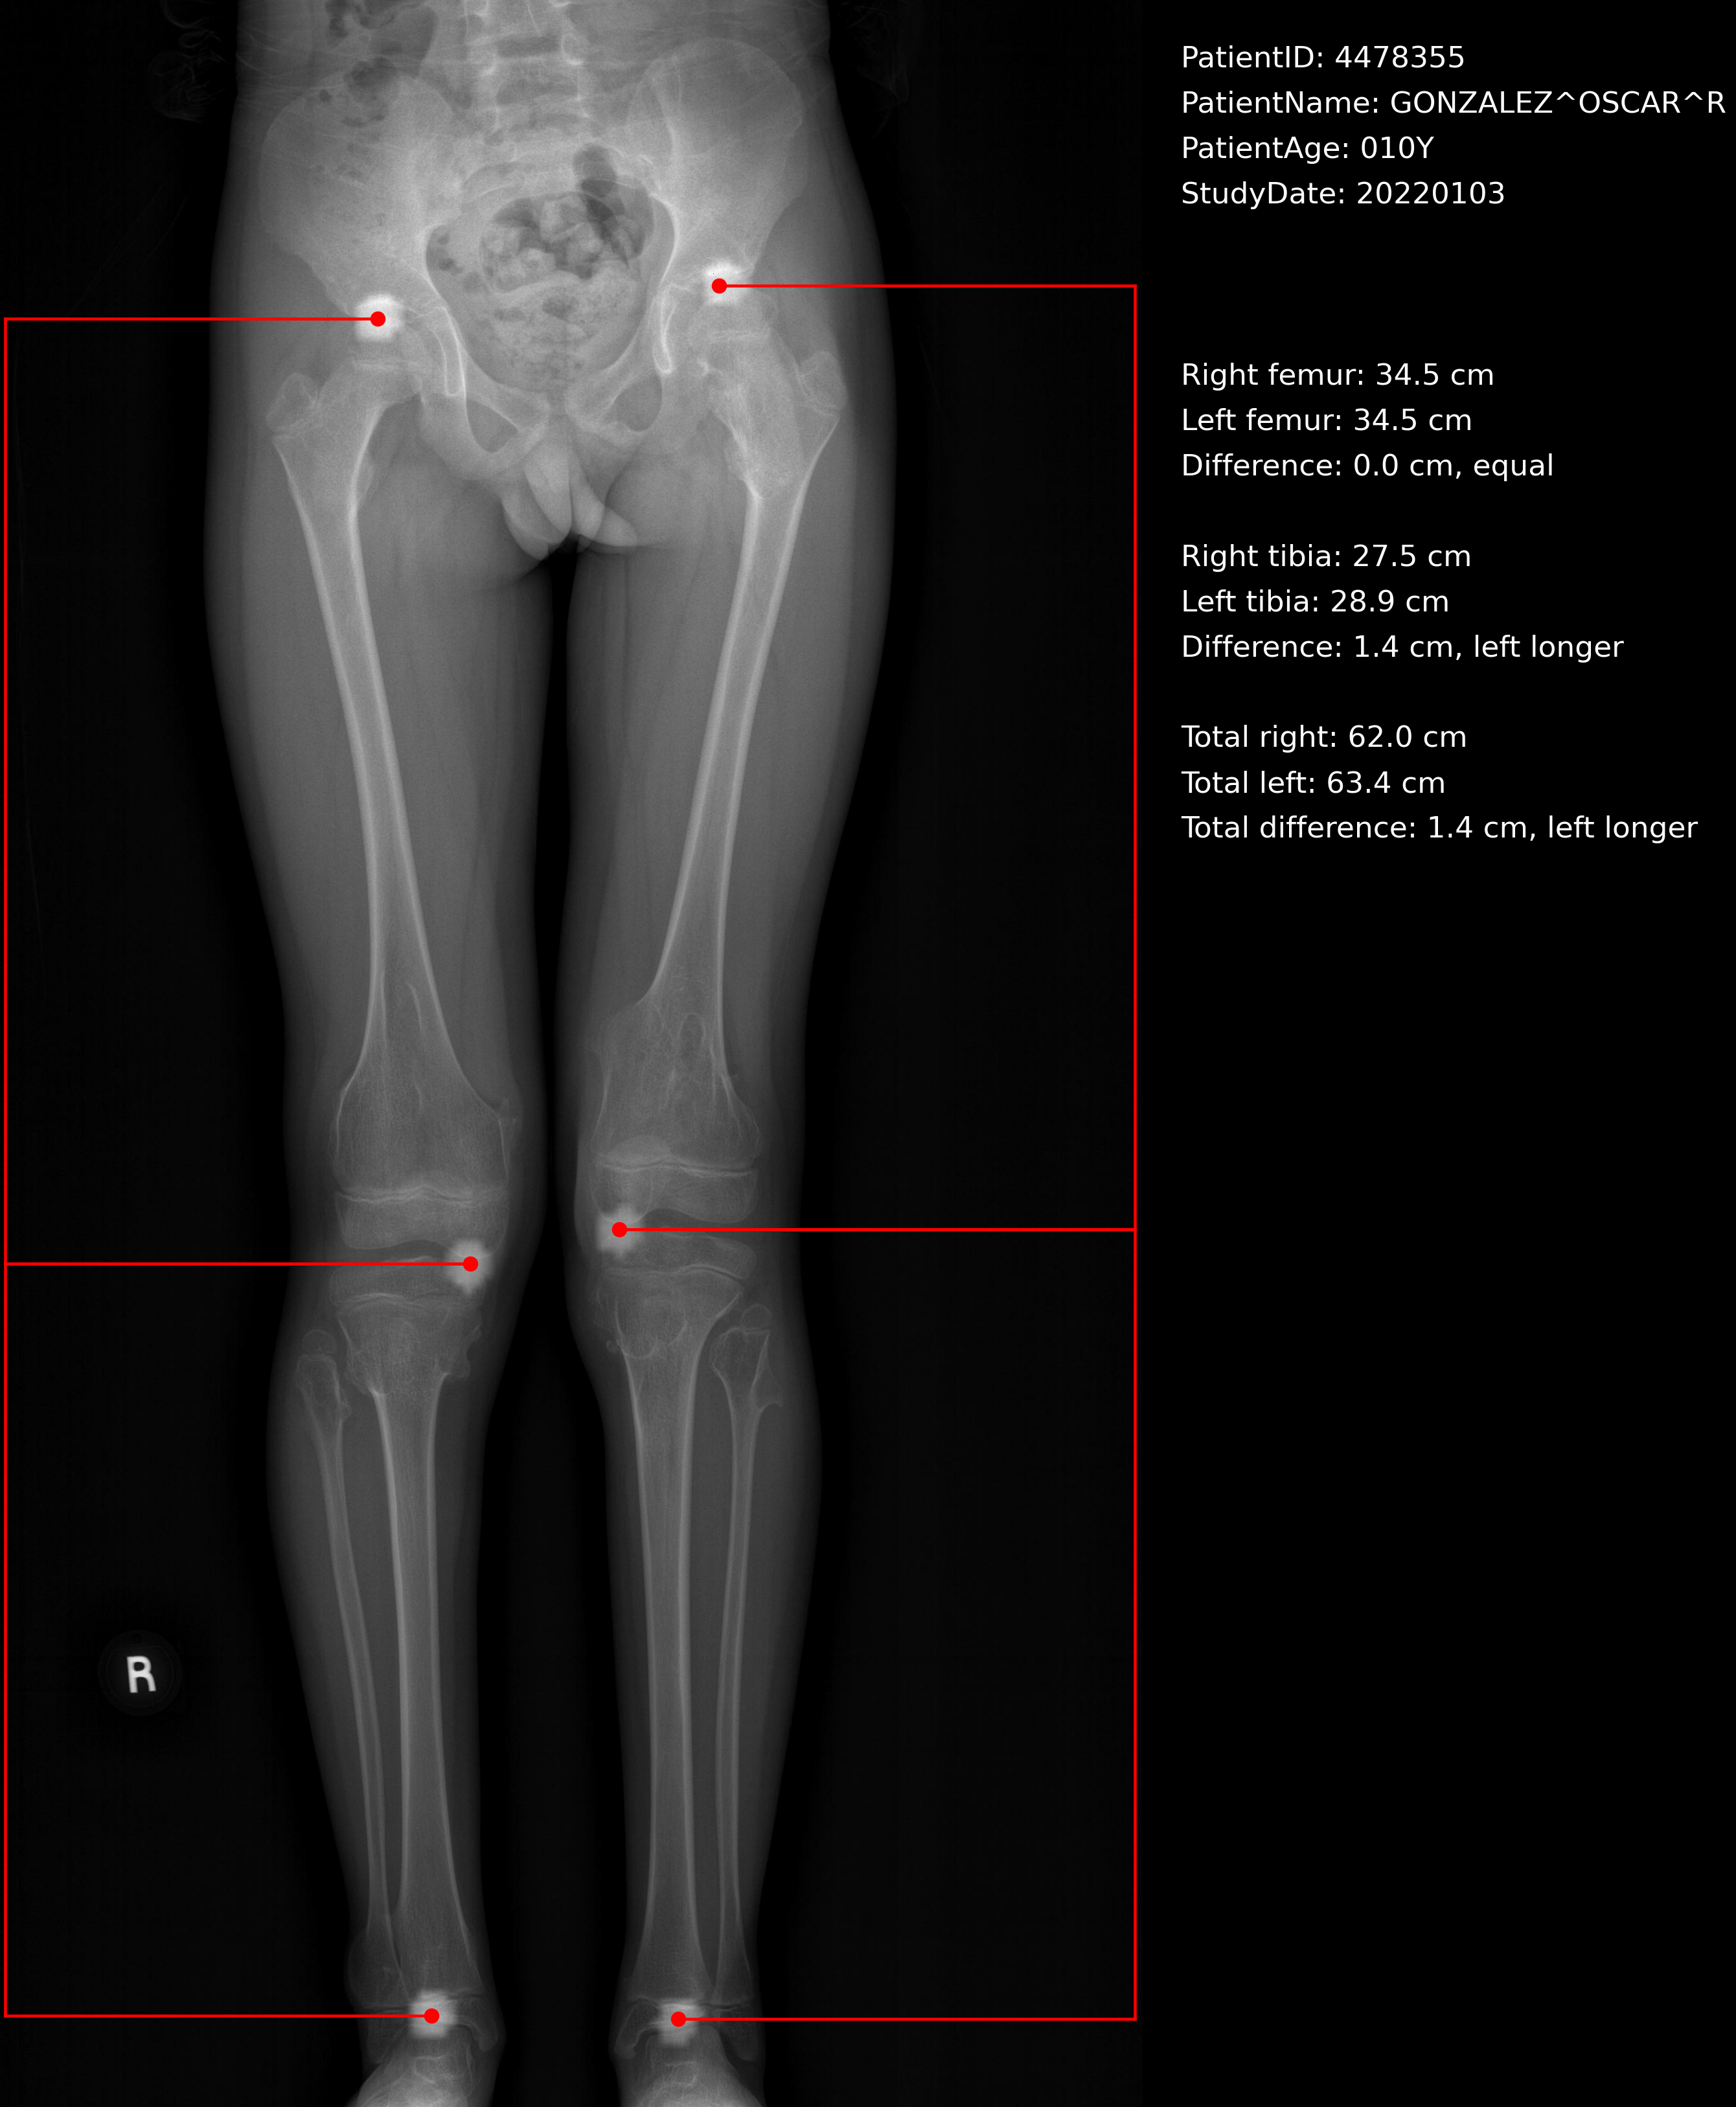 PatientID: 4478355
PatientName: GONZALEZ^OSCAR^R
PatientAge: 010Y
StudyDate: 20220103
Right femur: 34.5 cm
Left femur: 34.5 cm
Difference: 0.0 cm, equal
Right tibia: 27.5 cm
Left tibia: 28.9 cm
Difference: 1.4 cm, left longer
Total right: 62.0 cm
Total left: 63.4 cm
Total difference: 1.4 cm, left longer
R